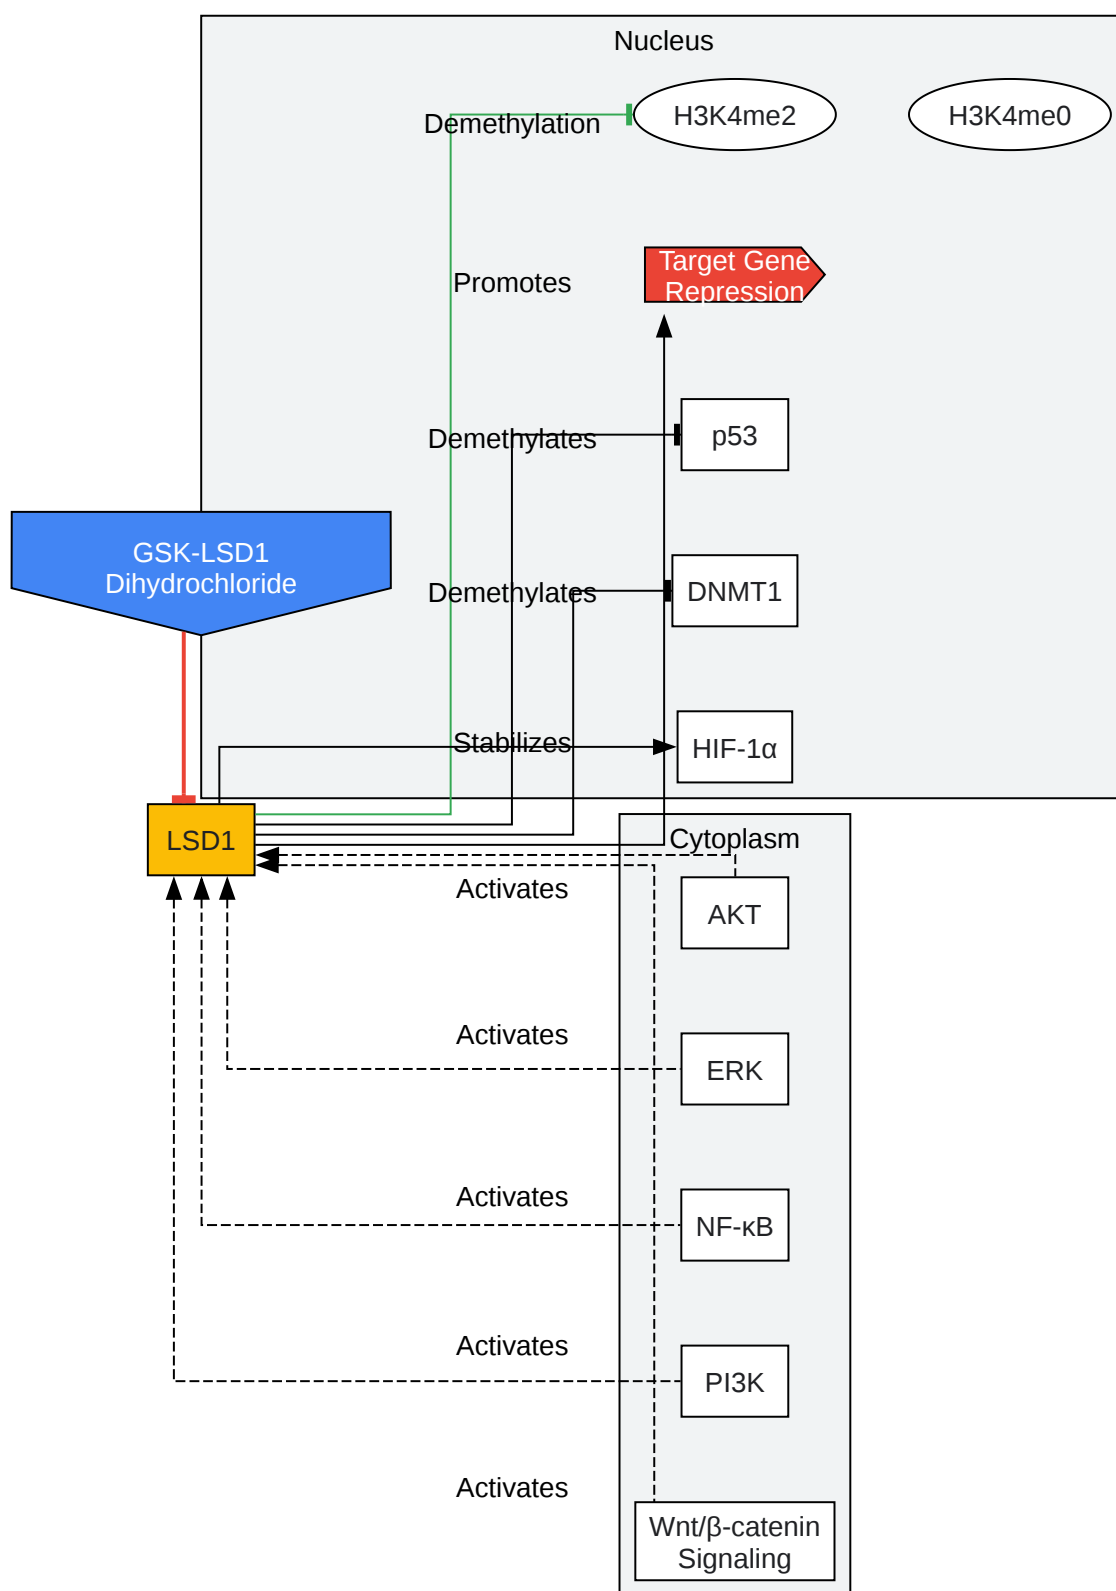 Nucleus
Demethylation
H3K4me2
H3K4me0
Promotes
Target Gene
Repression
Demethylates
p53
GSK-LSD1
Dihydrochloride
Demethylates
DNMT1
Stabilizes
HIF-1α
LSD1
Cytoplasm
Activates
AKT
Activates
ERK
Activates
NF-κB
Activates
PI3K
Activates
Wnt/β-catenin
Signaling